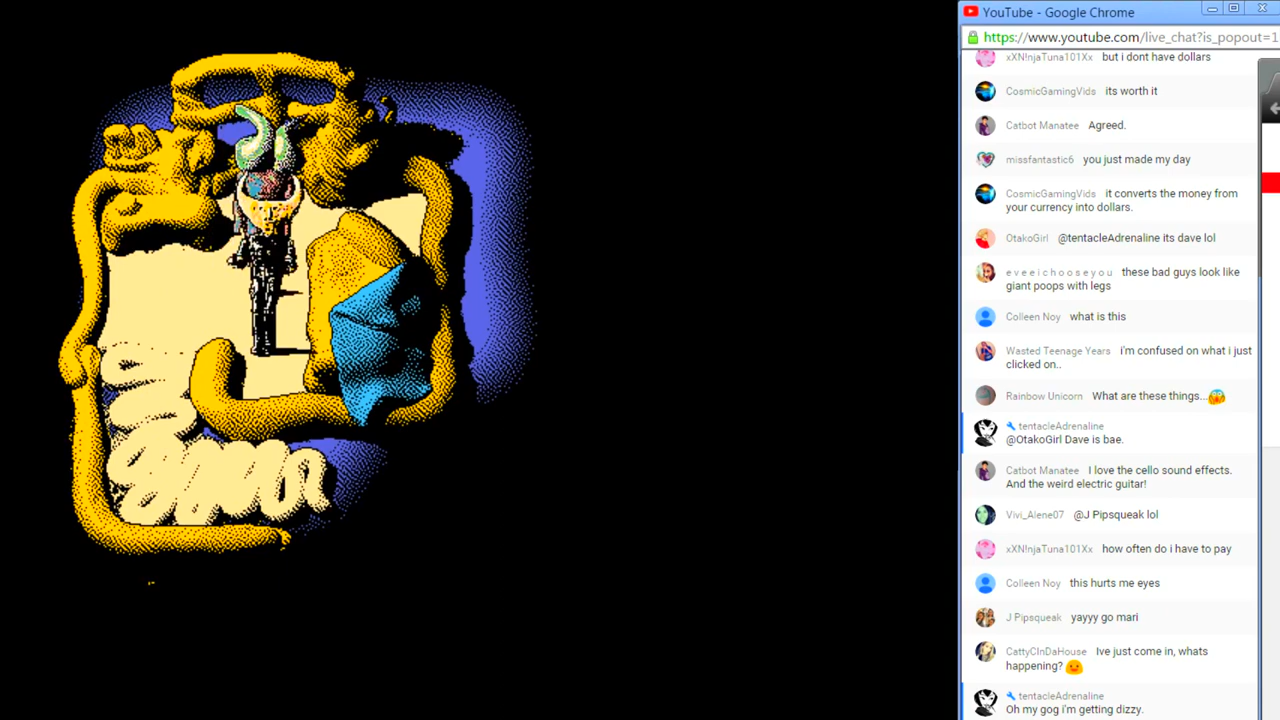 YouTube - Google Chrome
https://www.youtube.com/live_chat?is_popout=1
xXN!njaTuna101Xx but i dont have dollars
CosmicGamingVids its worth it
Catbot Manatee Agreed.
missfantastic6 you just made my day
CosmicGamingVids it converts the money from
your currency into dollars.
OtakoGirl @tentacleAdrenaline its dave lol
e v e e i c h o o s e y o u these bad guys look like
giant poops with legs
Colleen Noy what is this
Wasted Teenage Years i'm confused on what i just
clicked on..
Rainbow Unicorn What are these things...😱
tentacleAdrenaline
@OtakoGirl Dave is bae.
Catbot Manatee I love the cello sound effects.
And the weird electric guitar!
Vivi_Alene07 @J Pipsqueak lol
xXN!njaTuna101Xx how often do i have to pay
Colleen Noy this hurts me eyes
J Pipsqueak yayyy go mari
CattyCInDaHouse Ive just come in, whats
happening?
tentacleAdrenaline
Oh my gog i'm getting dizzy.